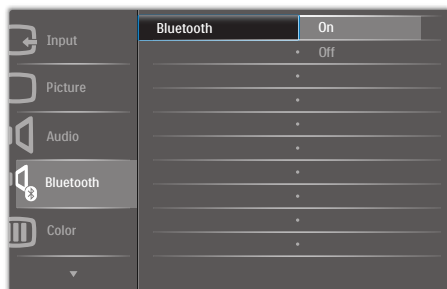 Input
Picture
Audio
Bluetooth
Color
Bluetooth On
Off